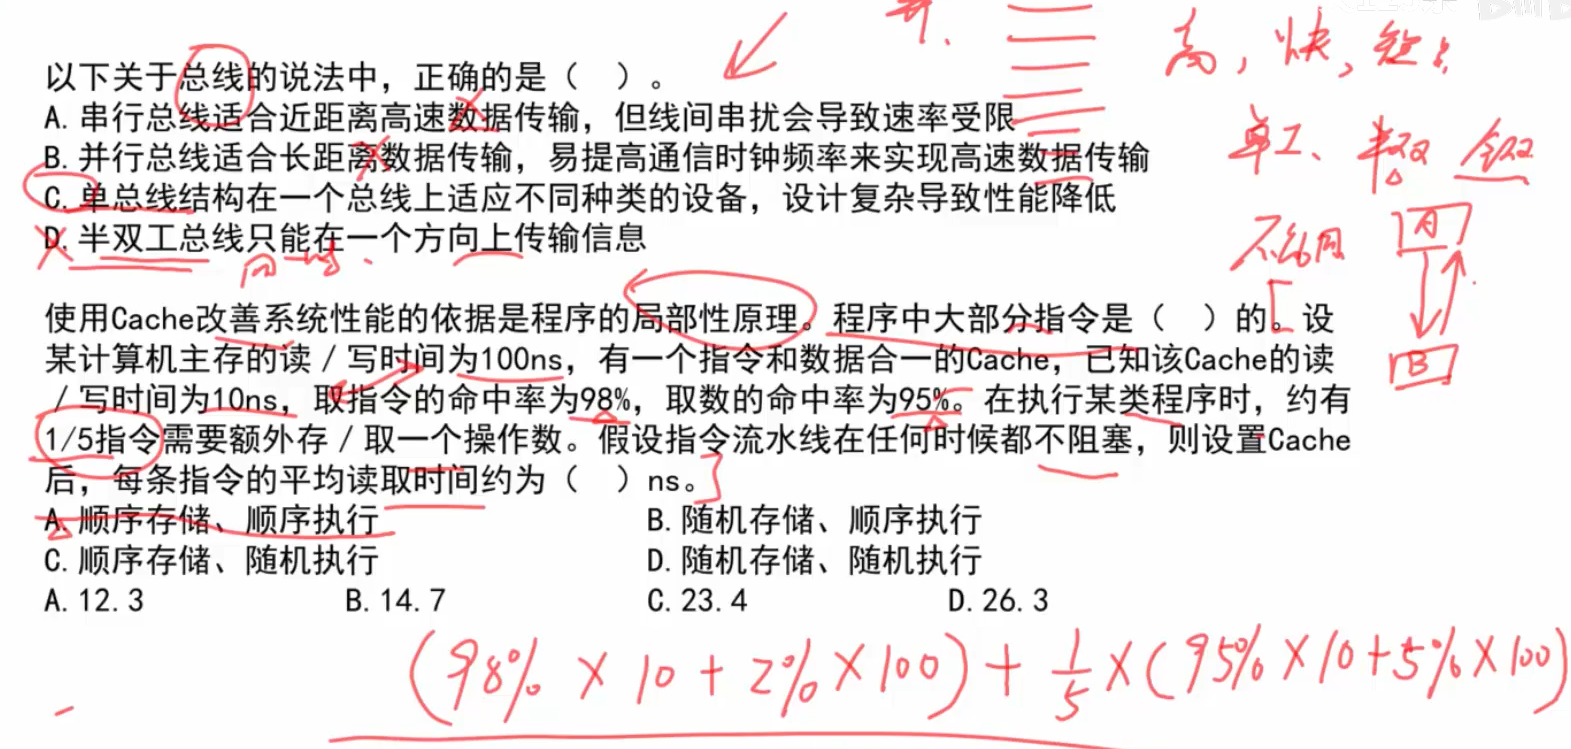 高，快，短；
以下关于总线的说法中，正确的是（　）。
A.串行总线适合近距离高速数据传输，但线间串扰会导致速率受限
单工、半双 全双
B.并行总线适合长距离数据传输，易提高通信时钟频率来实现高速数据传输
C.单总线结构在一个总线上适应不同种类的设备，设计复杂导致性能降低
D.半双工总线只能在一个方向上传输信息
A
同一时、
不能同
使用Cache改善系统性能的依据是程序的局部性原理。程序中大部分指令是（　）的。设
某计算机主存的读／写时间为100ns，有一个指令和数据合一的Cache，已知该Cache的读
B
／写时间为10ns，取指令的命中率为98%，取数的命中率为95%。在执行某类程序时，约有
1/5指令需要额外存／取一个操作数。假设指令流水线在任何时候都不阻塞，则设置Cache
后，每条指令的平均读取时间约为（　）ns。
A.顺序存储、顺序执行 B.随机存储、顺序执行
C.顺序存储、随机执行 D.随机存储、随机执行
A.12.3 B.14.7 C.23.4 D.26.3
(98% × 10 + 2% × 100) + 1/5 × (95% × 10 + 5% × 100)